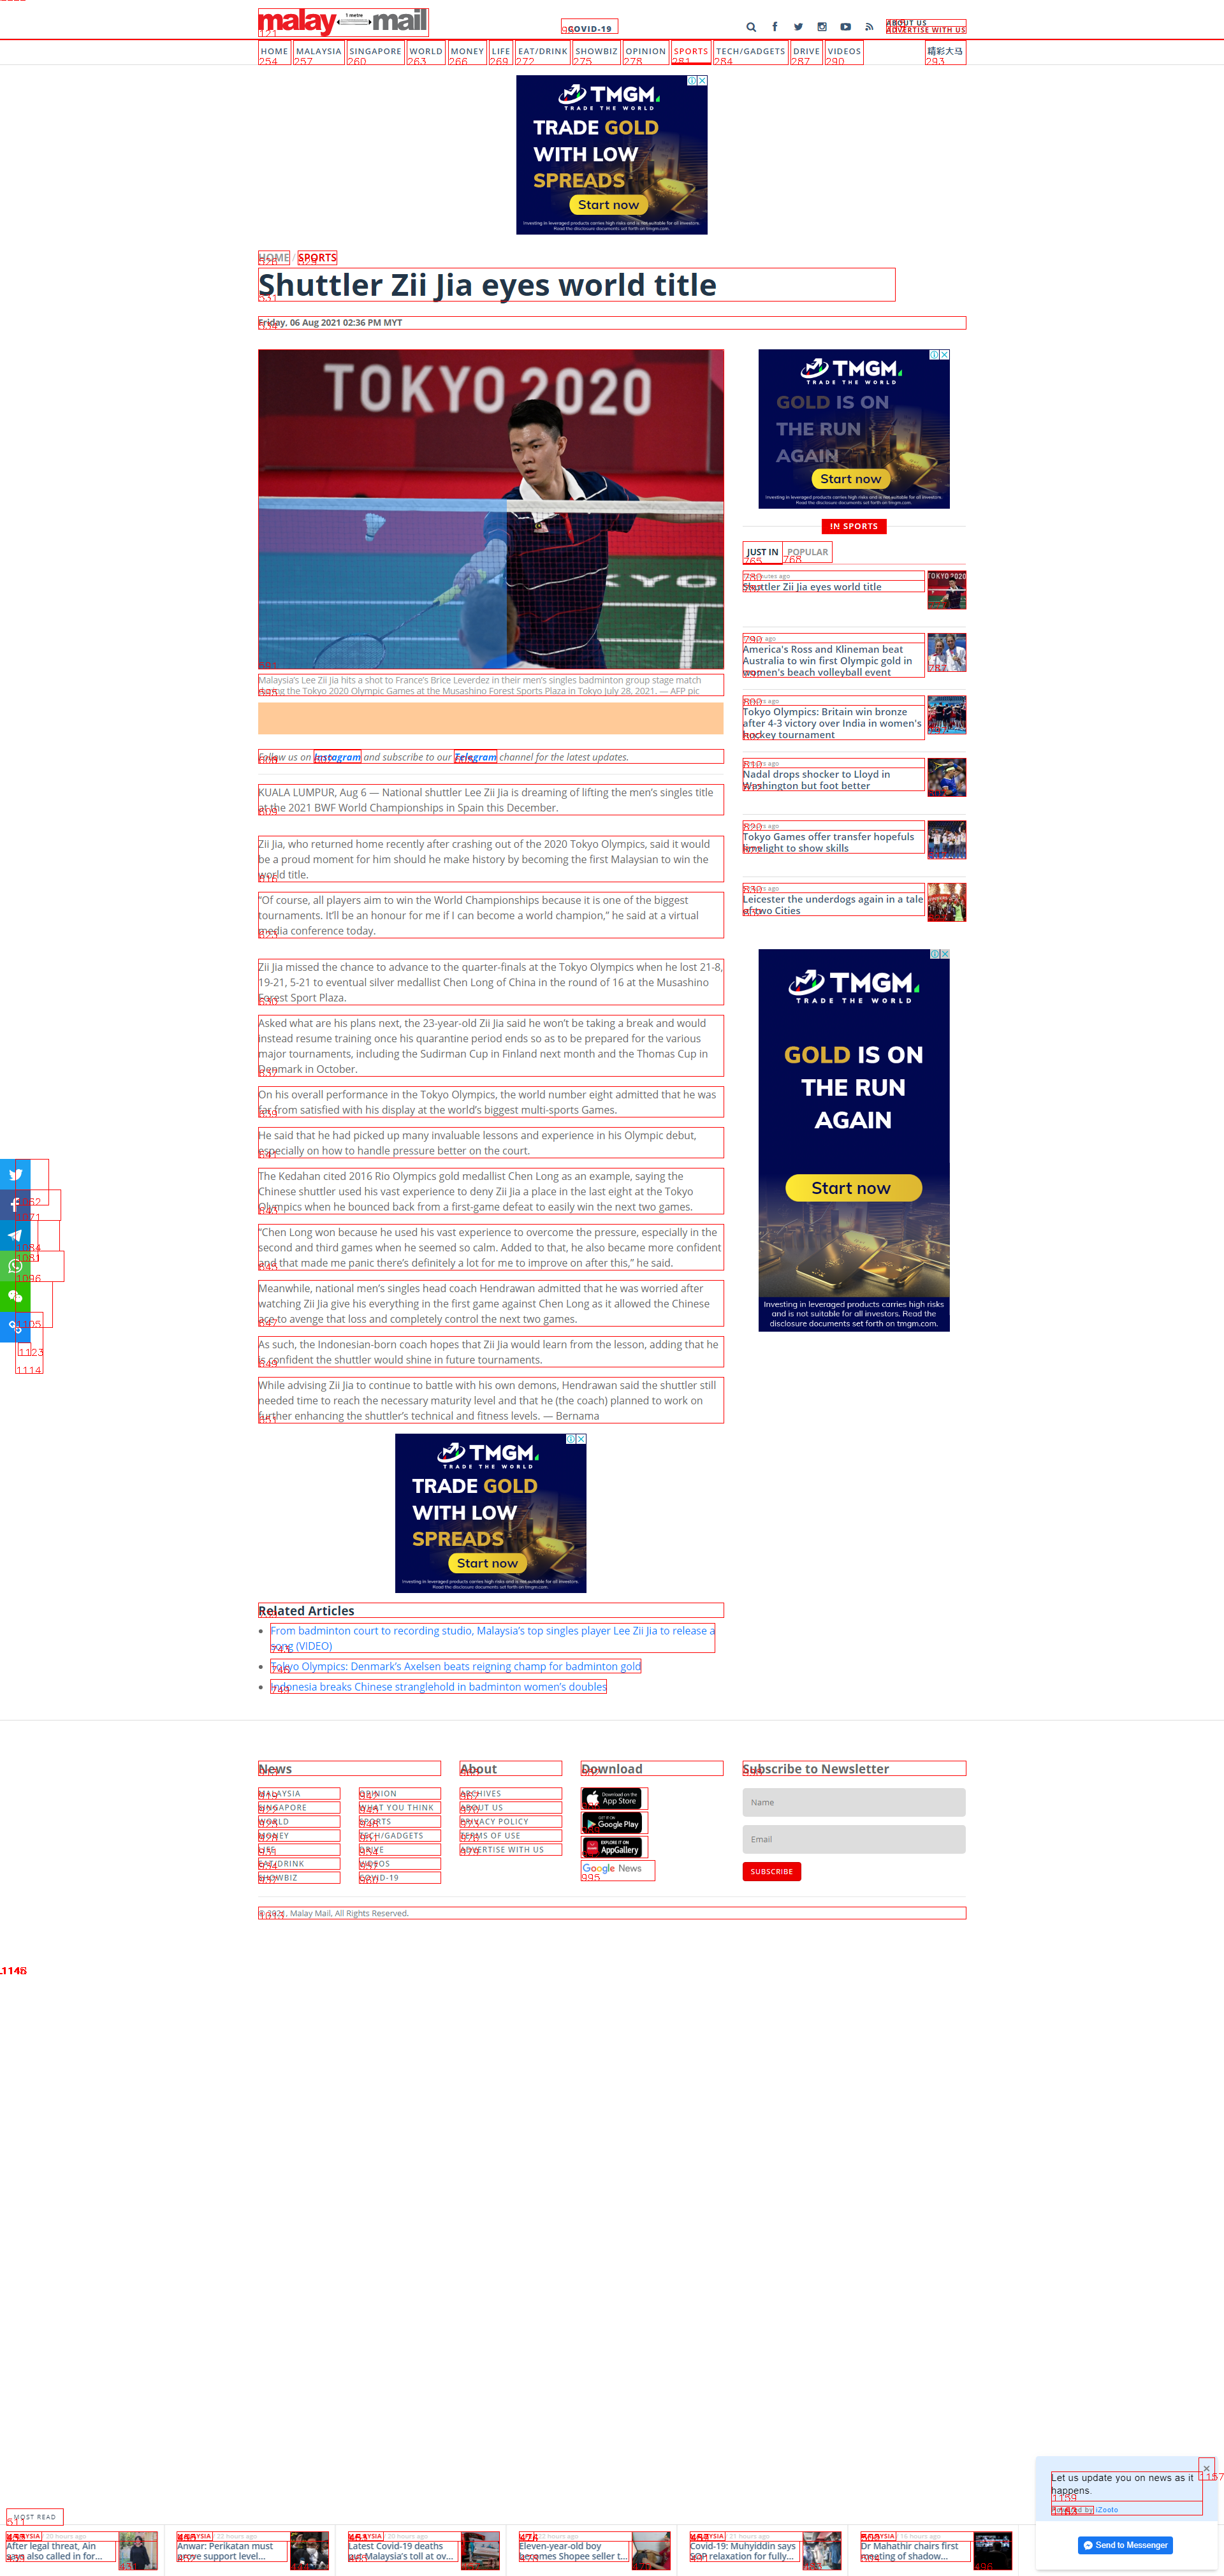 malay mail
1 metre
COVID-19
ABOUT US
ADVERTISE WITH US
HOME MALAYSIA SINGAPORE WORLD MONEY LIFE EAT/DRINK SHOWBIZ OPINION SPORTS TECH/GADGETS DRIVE VIDEOS 精彩大马
TMGM
TRADE THE WORLD
TRADE GOLD
WITH LOW
SPREADS
Start now
Investing in leveraged products carries high risks and is not suitable for all investors.
Read the disclosure documents set forth on tmgm.com.
HOME / SPORTS
Shuttler Zii Jia eyes world title
Friday, 06 Aug 2021 02:36 PM MYT
TOKYO 2020
Malaysia's Lee Zii Jia hits a shot to France's Brice Leverdez in their men's singles badminton group stage match
during the Tokyo 2020 Olympic Games at the Musashino Forest Sports Plaza in Tokyo July 28, 2021. — AFP pic
Follow us on Instagram and subscribe to our Telegram channel for the latest updates.
KUALA LUMPUR, Aug 6 — National shuttler Lee Zii Jia is dreaming of lifting the men's singles title
at the 2021 BWF World Championships in Spain this December.
Zii Jia, who returned home recently after crashing out of the 2020 Tokyo Olympics, said it would
be a proud moment for him should he make history by becoming the first Malaysian to win the
world title.
"Of course, all players aim to win the World Championships because it is one of the biggest
tournaments. It'll be an honour for me if I can become a world champion," he said at a virtual
media conference today.
Zii Jia missed the chance to advance to the quarter-finals at the Tokyo Olympics when he lost 21-8,
19-21, 5-21 to eventual silver medallist Chen Long of China in the round of 16 at the Musashino
Forest Sport Plaza.
Asked what are his plans next, the 23-year-old Zii Jia said he won't be taking a break and would
instead resume training once his quarantine period ends so as to be prepared for the various
major tournaments, including the Sudirman Cup in Finland next month and the Thomas Cup in
Denmark in October.
On his overall performance in the Tokyo Olympics, the world number eight admitted that he was
far from satisfied with his display at the world's biggest multi-sports Games.
He said that he had picked up many invaluable lessons and experience in his Olympic debut,
especially on how to handle pressure better on the court.
The Kedahan cited 2016 Rio Olympics gold medallist Chen Long as an example, saying the
Chinese shuttler used his vast experience to deny Zii Jia a place in the last eight at the Tokyo
Olympics when he bounced back from a first-game defeat to easily win the next two games.
"Chen Long won because he used his vast experience to overcome the pressure, especially in the
second and third games when he seemed so calm. Added to that, he also became more confident
and that made me panic there's definitely a lot for me to improve on after this," he said.
Meanwhile, national men's singles head coach Hendrawan admitted that he was worried after
watching Zii Jia give his everything in the first game against Chen Long as it allowed the Chinese
ace to avenge that loss and completely control the next two games.
As such, the Indonesian-born coach hopes that Zii Jia would learn from the lesson, adding that he
is confident the shuttler would shine in future tournaments.
While advising Zii Jia to continue to battle with his own demons, Hendrawan said the shuttler still
needed time to reach the necessary maturity level and that he (the coach) planned to work on
further enhancing the shuttler's technical and fitness levels. — Bernama
TMGM
TRADE THE WORLD
TRADE GOLD
WITH LOW
SPREADS
Start now
Related Articles
From badminton court to recording studio, Malaysia's top singles player Lee Zii Jia to release a
song (VIDEO)
Tokyo Olympics: Denmark's Axelsen beats reigning champ for badminton gold
Indonesia breaks Chinese stranglehold in badminton women's doubles
TMGM
TRADE THE WORLD
GOLD IS ON
THE RUN
AGAIN
Start now
IN SPORTS
JUST IN POPULAR
Shuttler Zii Jia eyes world title
America's Ross and Klineman beat
Australia to win first Olympic gold in
women's beach volleyball event
Tokyo Olympics: Britain win bronze
after 4-3 victory over India in women's
hockey tournament
Nadal drops shocker to Lloyd in
Washington but foot better
Tokyo Games offer transfer hopefuls
limelight to show skills
Leicester the underdogs again in a tale
of two Cities
TMGM
TRADE THE WORLD
GOLD IS ON
THE RUN
AGAIN
Start now
Investing in leveraged products carries high risks
and is not suitable for all investors. Read the
disclosure documents set forth on tmgm.com.
News
MALAYSIA
SINGAPORE
WORLD
MONEY
LIFE
EAT/DRINK
SHOWBIZ
OPINION
WHAT YOU THINK
SPORTS
TECH/GADGETS
DRIVE
VIDEOS
COVID-19
About
ARCHIVES
ABOUT US
PRIVACY POLICY
TERMS OF USE
ADVERTISE WITH US
Download
Download on the
App Store
GET IT ON
Google Play
EXPLORE IT ON
AppGallery
Google News
Subscribe to Newsletter
Name
Email
SUBSCRIBE
© 2021, Malay Mail, All Rights Reserved.
Let us update you on news as it
happens.
Powered by iZooto
Send to Messenger
MOST READ
MALAYSIA 20 hours ago
After legal threat, Ain
MALAYSIA 22 hours ago
Anwar: Perikatan must
prove support level...
MALAYSIA 20 hours ago
Latest Covid-19 deaths
put Malaysia's toll at ov...
Eleven-year-old boy
becomes Shopee seller t...
MALAYSIA 21 hours ago
Covid-19: Muhyiddin says
SOP relaxation for fully...
MALAYSIA 16 hours ago
Dr Mahathir chairs first
meeting of shadow...